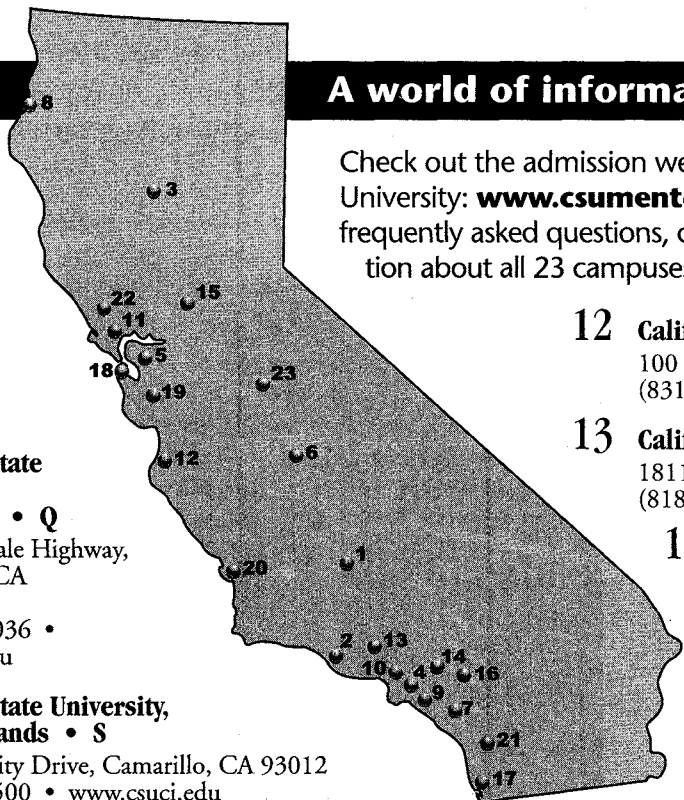 A world of informa
Check out the admission we
University: www.csument
frequently asked questions, c
tion about all 23 campuses
8
3
22
15
11
5
18
23
19
12
6
20
1
2
13
10
4
14
16
9
7
21
17
12 Cali
100
(831
13 Cali
1811
(818
1
tate
• Q
ale Highway,
CA
936 •
u
tate University,
ands • S
ity Drive, Camarillo, CA 93012
500 • www.csuci.edu